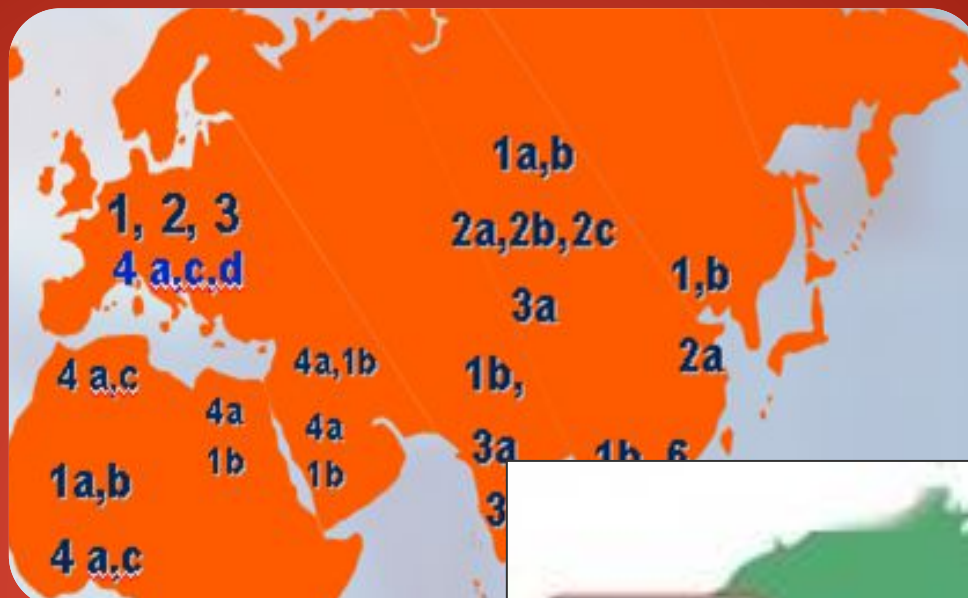 1a,b
1, 2, 3
2a,2b,2c
4 a.c.d
1,b
3a
2a
4a,1b
4 a,c
1b,
4a
4a
3a
1b
1b
1a,b
3
4 a.c